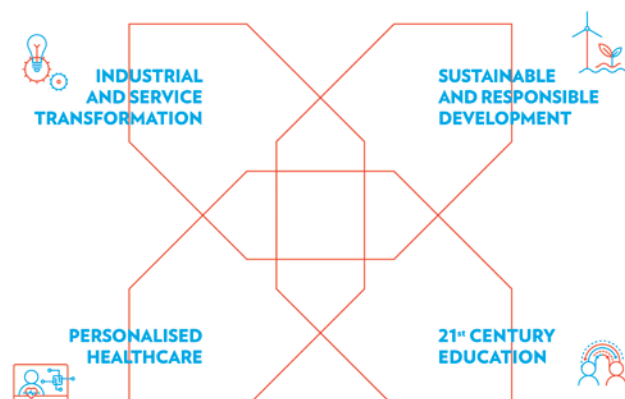 INDUSTRIAL
AND SERVICE
TRANSFORMATION
SUSTAINABLE
AND RESPONSIBLE
DEVELOPMENT
PERSONALISED
HEALTHCARE
21st CENTURY
EDUCATION